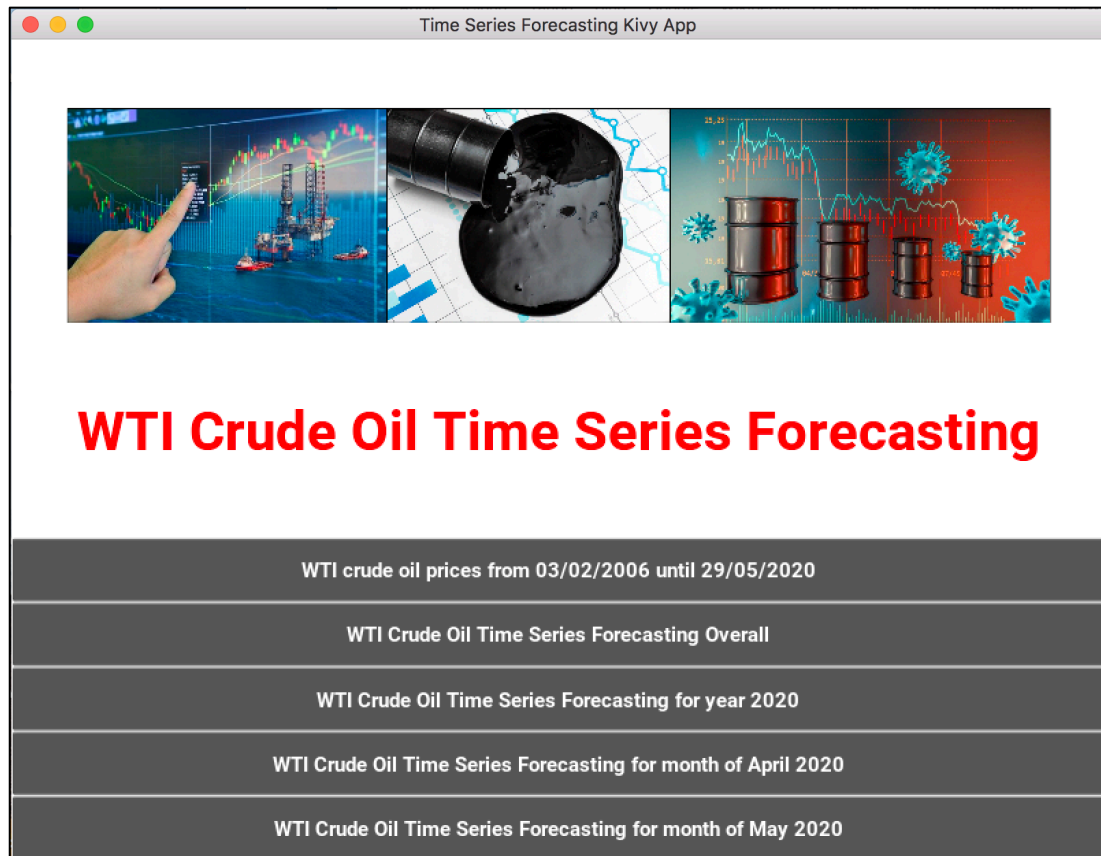 Time Series Forecasting Kivy App
WTI Crude Oil Time Series Forecasting
WTI crude oil prices from 03/02/2006 until 29/05/2020
WTI Crude Oil Time Series Forecasting Overall
WTI Crude Oil Time Series Forecasting for year 2020
WTI Crude Oil Time Series Forecasting for month of April 2020
WTI Crude Oil Time Series Forecasting for month of May 2020